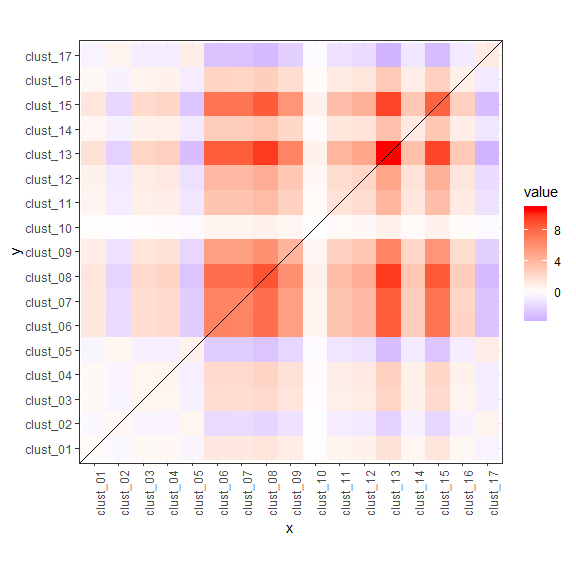 clust_17
clust_16
clust_15
clust_14
clust_13
clust_12
clust_11
clust_10
clust_09
clust_08
clust_07
clust_06
clust_05
clust_04
clust_03
clust_02
clust_01
y
clust_01
clust_02
clust_03
clust_04
clust_05
clust_06
clust_07
clust_08
clust_09
clust_10
clust_11
clust_12
clust_13
clust_14
clust_15
clust_16
clust_17
x
value
8
4
0